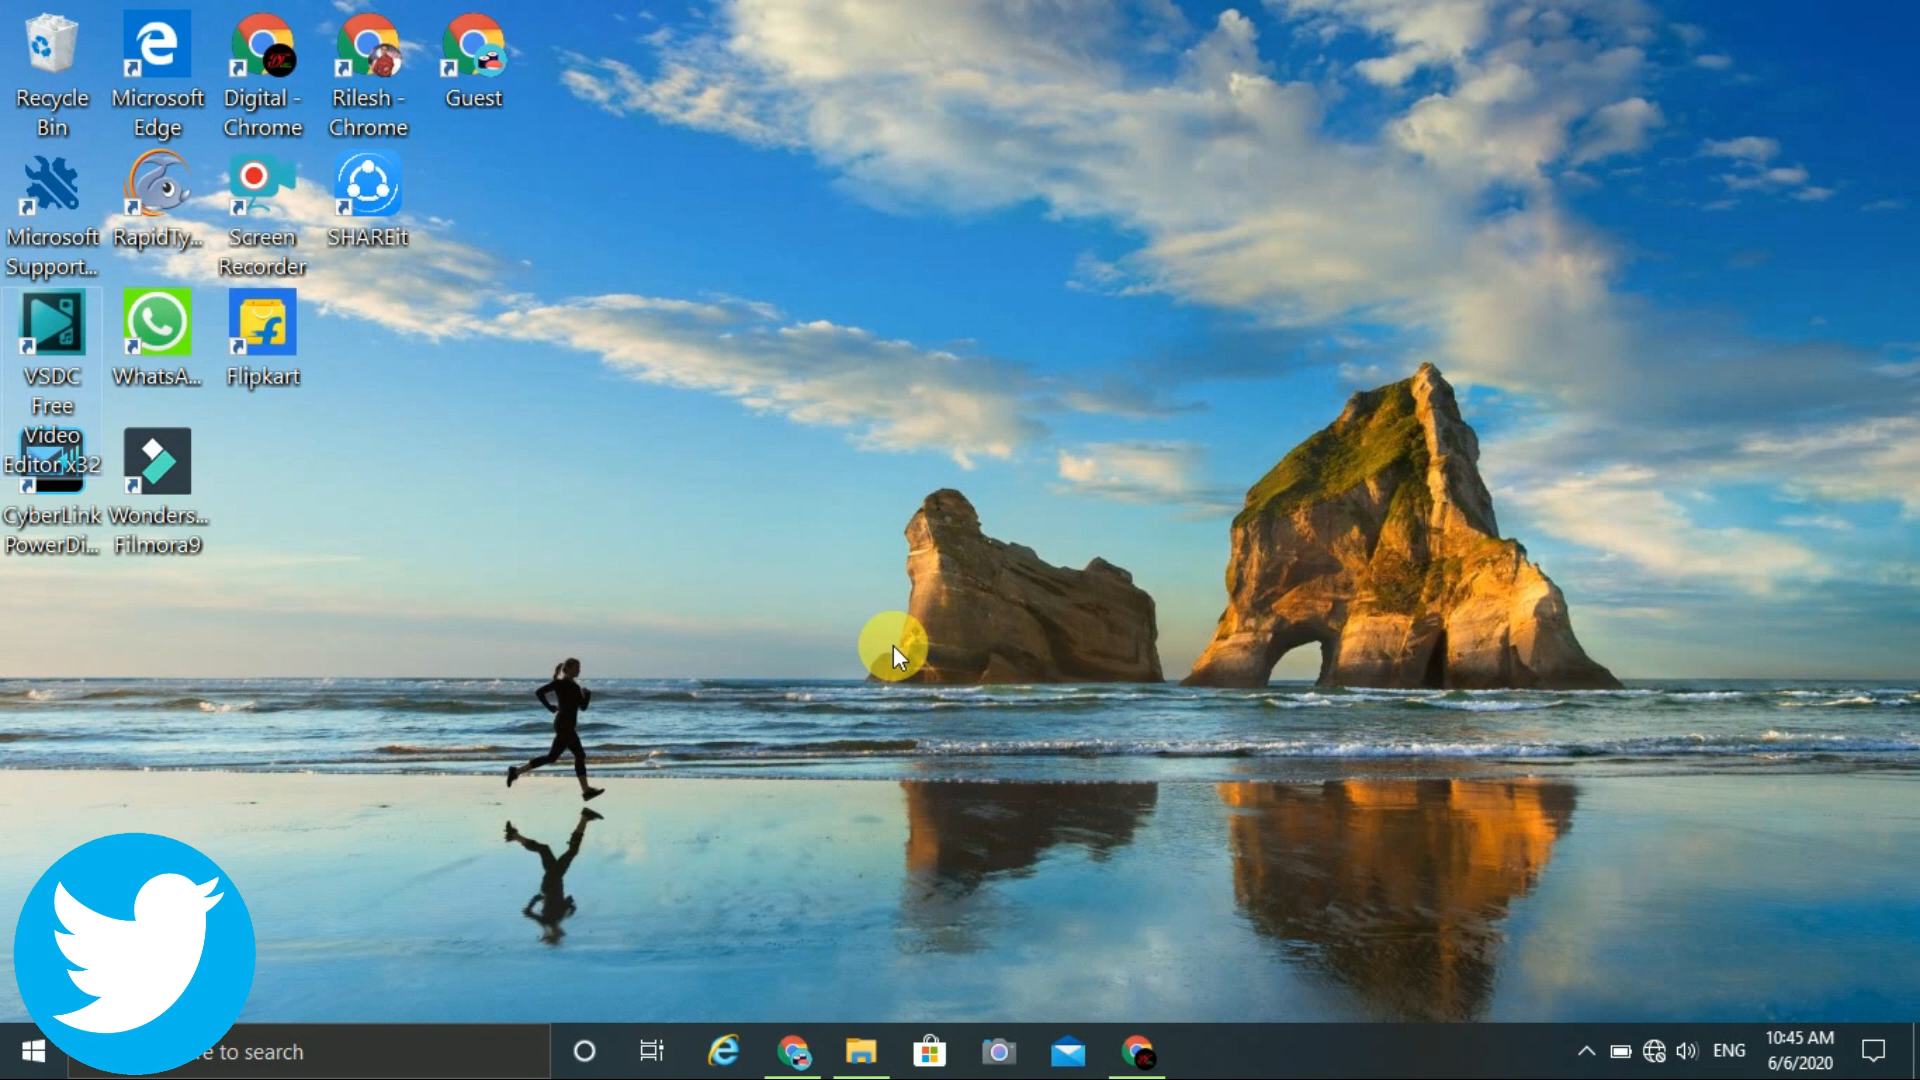 Recycle
Bin
Microsoft
Edge
Digital -
Chrome
Rilesh -
Chrome
Guest
Microsoft
Support...
RapidTy...
Screen
Recorder
SHAREit
VSDC
Free
Video
Editor x32
WhatsA...
Flipkart
CyberLink
PowerDi...
Wonders...
Filmora9
to search
ENG
10:45 AM
6/6/2020